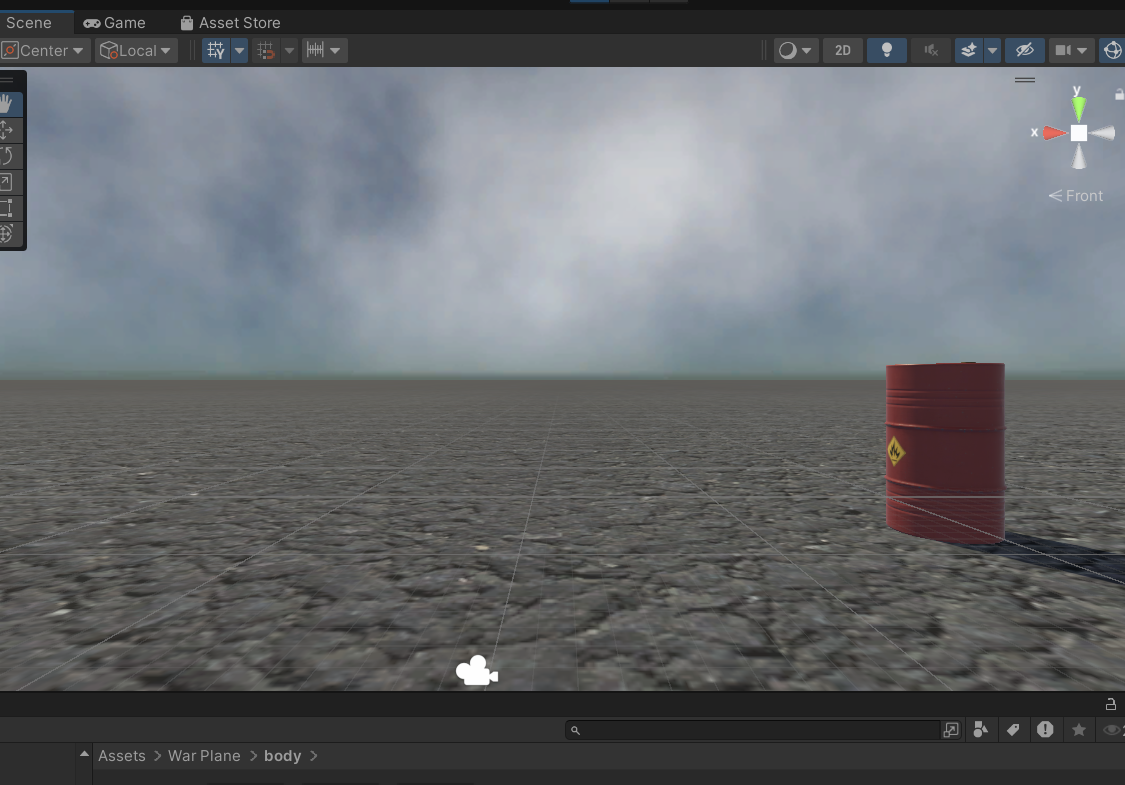 Scene Game Asset Store
Center Local 2D
y
x
Front
Assets > War Plane > body >